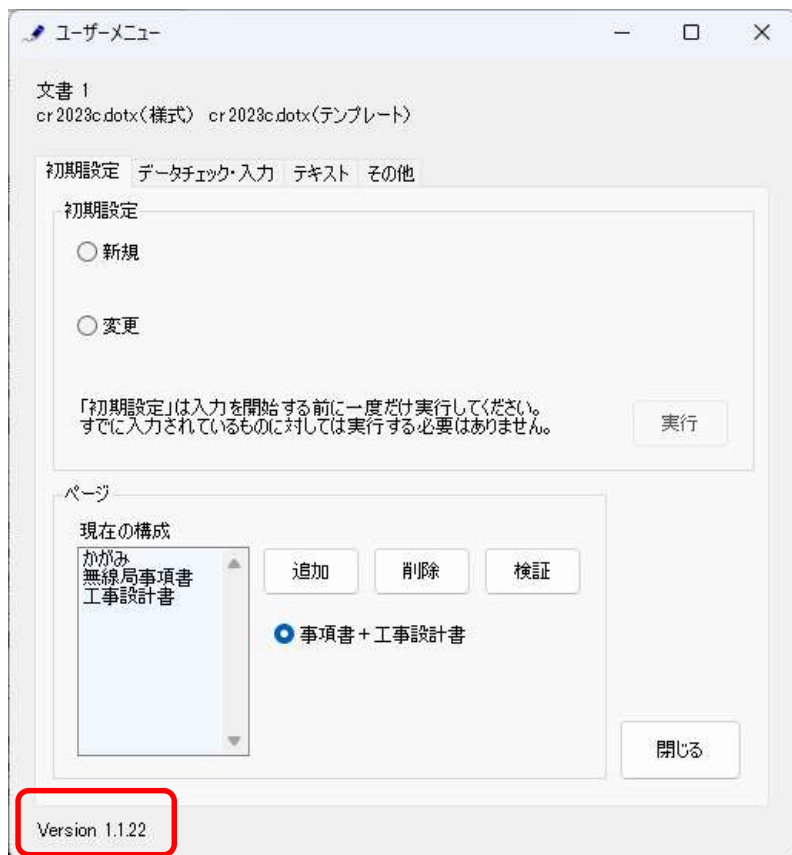 ユーザーメニュー
文書 1
cr2023c.dotx(様式) cr2023c.dotx(テンプレート)
初期設定 データチェック・入力 テキスト その他
初期設定
新規
変更
「初期設定」は入力を開始する前に一度だけ実行してください。
すでに入力されているものに対しては実行する必要はありません。
実行
ページ
現在の構成
かがみ
無線局事項書
工事設計書
追加 削除 検証
事項書+工事設計書
閉じる
Version 1.1.22